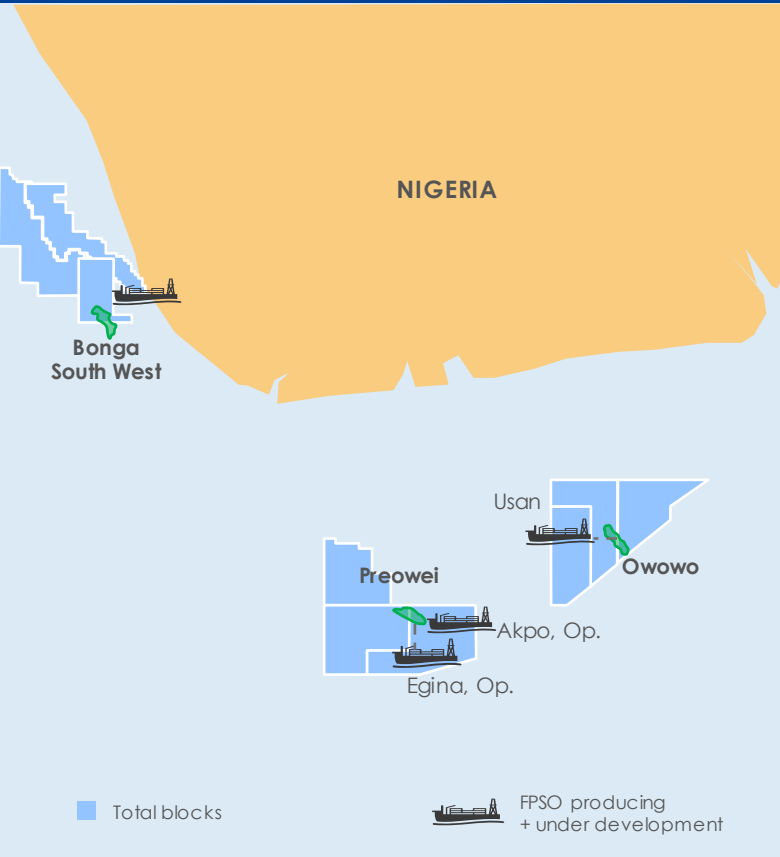 NIGERIA
Bonga
South West
Usan
Owowo
Preowei
Akpo, Op.
Egina, Op.
Total blocks
FPSO producing
+ under development